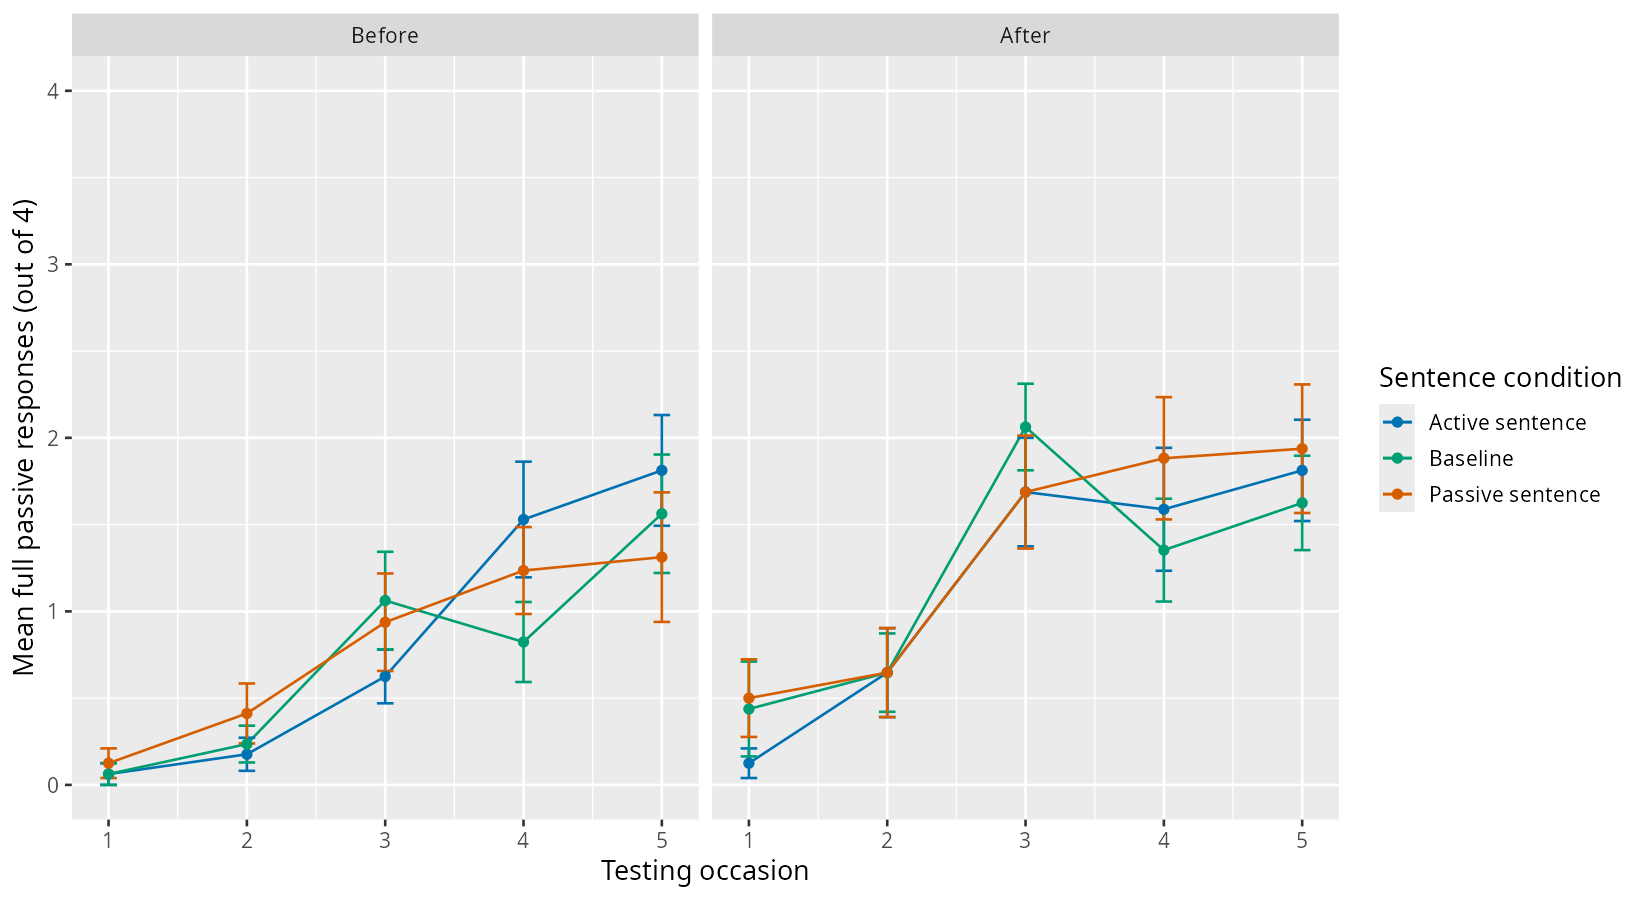 Before
After
Mean full passive responses (out of 4)
4
3
2
1
0
1 2 3 4 5
1 2 3 4 5
Testing occasion
Sentence condition
Active sentence
Baseline
Passive sentence